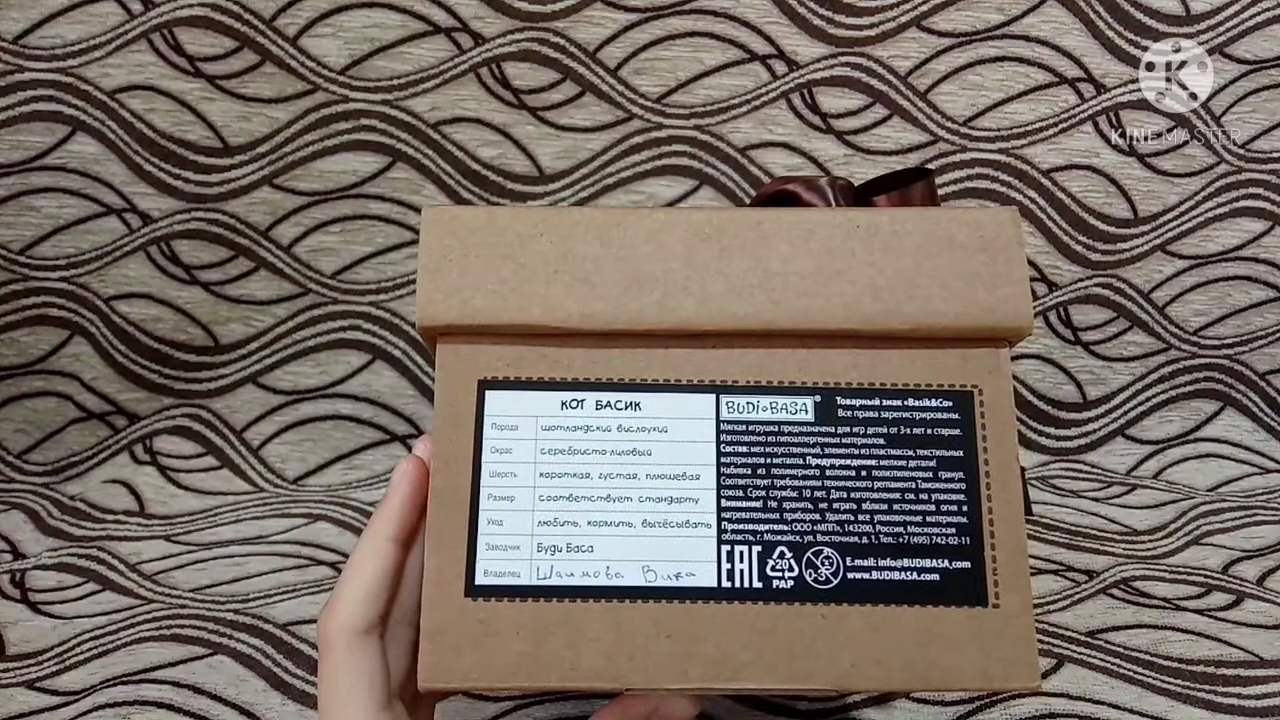 KINEMASTER
КОТ БАСИК
Порода шотландский вислоухий
Окрас серебристо-лиловый
Шерсть короткая, густая, плюшевая
Размер соответствует стандарту
Уход любить, кормить, вычёсывать
Заводчик Буди Баса
Владелец Шаимова Вика
BUDI BASA®
Товарный знак «Basik&Co»
Все права зарегистрированы.
Мягкая игрушка предназначена для игр детей от 3-х лет и старше.
Изготовлено из гипоаллергенных материалов.
Состав: мех искусственный, элементы из пластмассы, текстильных
материалов и металла. Предупреждение: мелкие детали!
Набивка из полимерного волокна и полиэтиленовых гранул.
Соответствует требованиям технического регламента Таможенного
союза. Срок службы: 10 лет. Дата изготовления: см. на упаковке.
Внимание! Не хранить, не играть вблизи источников огня и
нагревательных приборов. Удалить все упаковочные материалы.
Производитель: ООО «МПП», 143200, Россия, Московская
область, г. Можайск, ул. Восточная, д. 1, Тел.: +7 (495) 742-02-11
EAC
20
PAP
0-3
E-mail: info@BUDIBASA.com
www.BUDIBASA.com